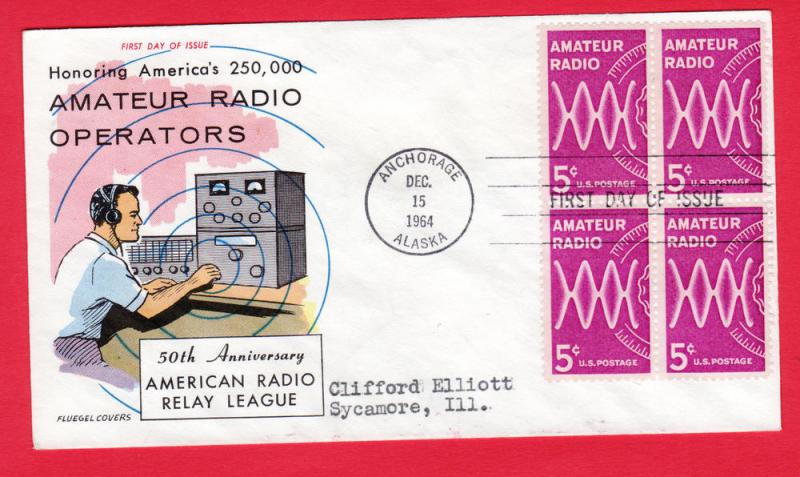 FIRST DAY OF ISSUE
Honoring America's 250,000
AMATEUR RADIO
OPERATORS
50th Anniversary
AMERICAN RADIO
RELAY LEAGUE
FLUEGEL COVERS
ANCHORAGE
DEC.
15
1964
ALASKA
Clifford Elliott
Sycamore, Ill.
AMATEUR
RADIO
5¢
U.S. POSTAGE
AMATEUR
RADIO
5¢
U.S. POSTAGE
FIRST DAY OF ISSUE
AMATEUR
RADIO
5¢
U.S. POSTAGE
AMATEUR
RADIO
5¢
U.S. POSTAGE